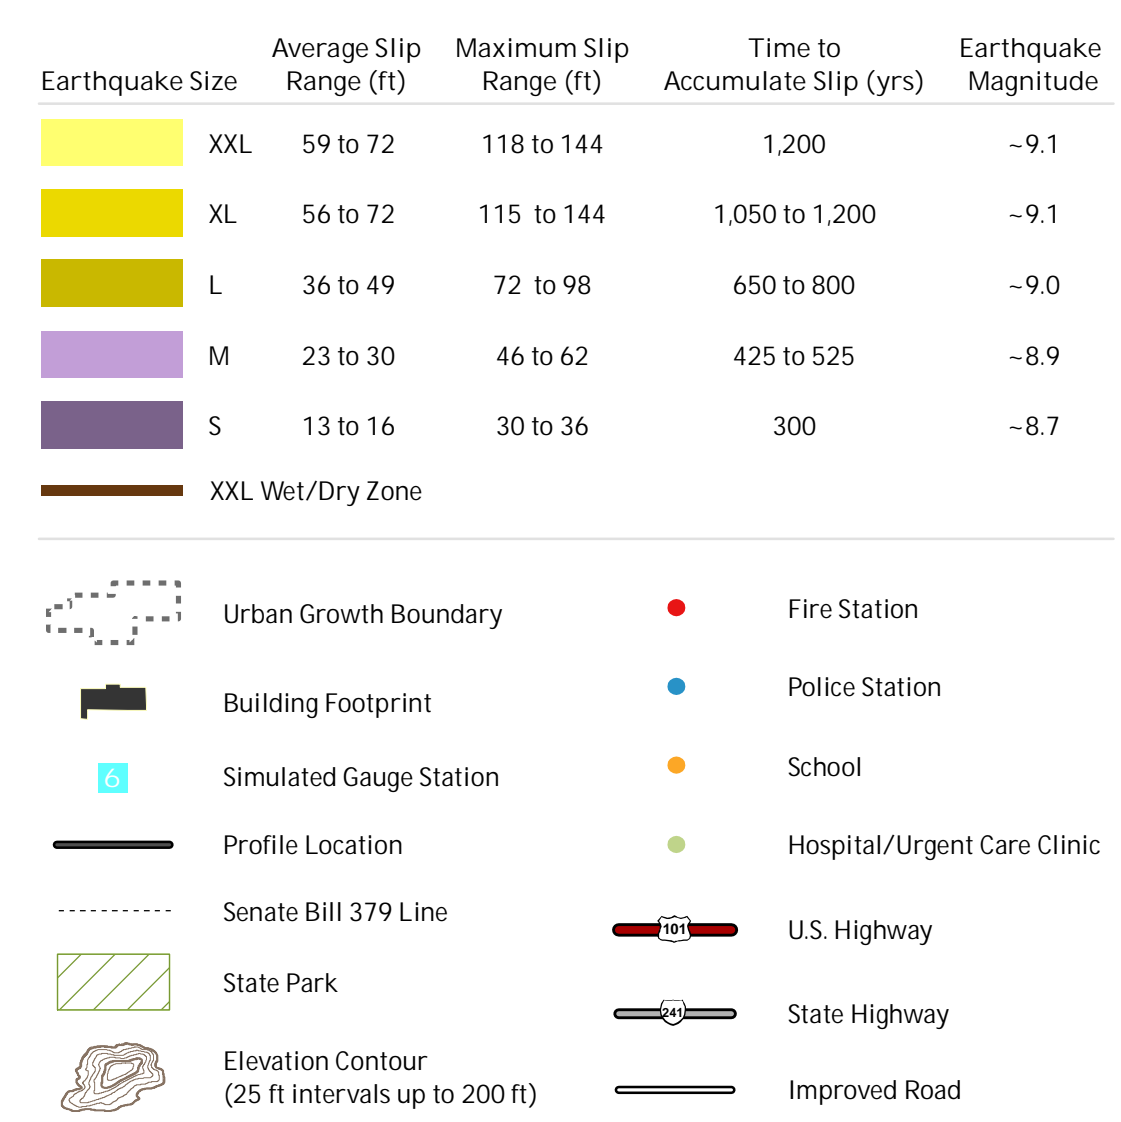 Average Slip Maximum Slip Time to Earthquake
Earthquake Size Range (ft) Range (ft) Accumulate Slip (yrs) Magnitude
XXL 59 to 72 118 to 144 1,200 ~9.1
XL 56 to 72 115 to 144 1,050 to 1,200 ~9.1
L 36 to 49 72 to 98 650 to 800 ~9.0
M 23 to 30 46 to 62 425 to 525 ~8.9
S 13 to 16 30 to 36 300 ~8.7
XXL Wet/Dry Zone
Urban Growth Boundary
Building Footprint
6 Simulated Gauge Station
Profile Location
Senate Bill 379 Line
State Park
Elevation Contour
(25 ft intervals up to 200 ft)
Fire Station
Police Station
School
Hospital/Urgent Care Clinic
101 U.S. Highway
241 State Highway
Improved Road